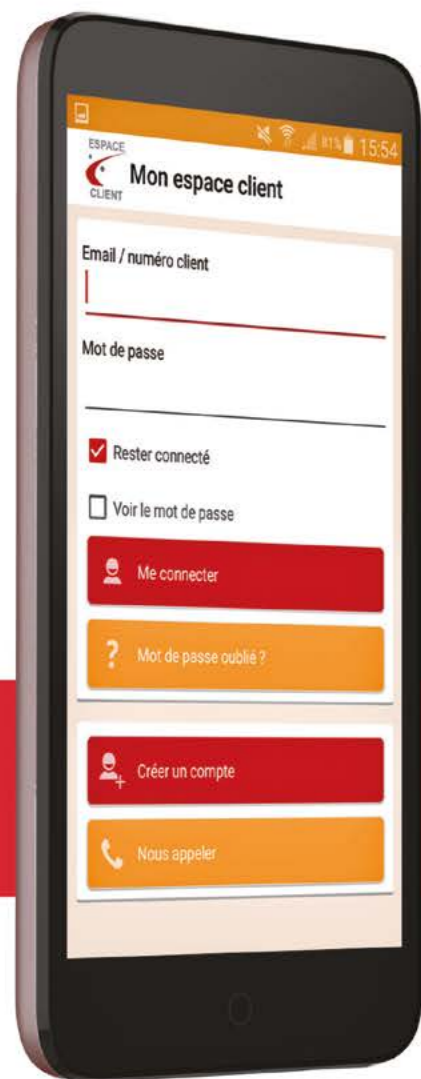 81% 15:54
ESPACE
CLIENT
Mon espace client
Email / numéro client
Mot de passe
Rester connecté
Voir le mot de passe
Me connecter
? Mot de passe oublié ?
Créer un compte
Nous appeler